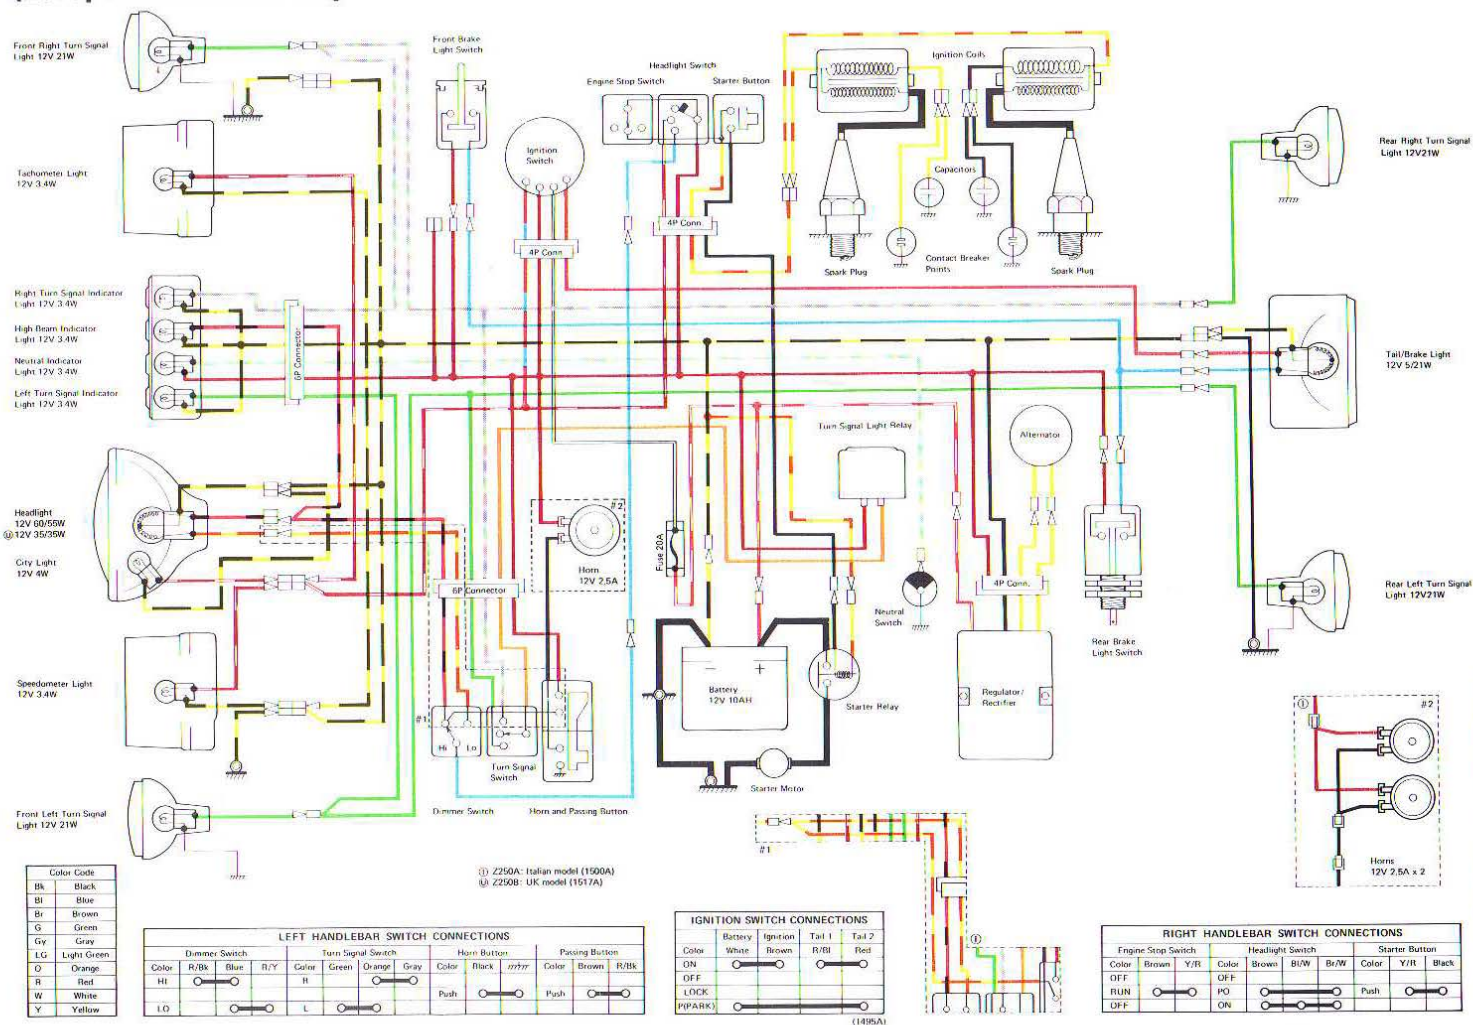 Front Right Turn Signal
Light 12V 21W
Tachometer Light
12V 3.4W
Right Turn Signal Indicator
Light 12V 3.4W
High Beam Indicator
Light 12V 3.4W
Neutral Indicator
Light 12V 3.4W
Left Turn Signal Indicator
Light 12V 3.4W
Headlight
12V 60/55W
Ⓤ 12V 35/35W
City Light
12V 4W
Speedometer Light
12V 3.4W
Front Left Turn Signal
Light 12V 21W
Front Brake
Light Switch
Ignition
Switch
Headlight Switch
Engine Stop Switch
Starter Button
Ignition Coils
4P Conn.
4P Conn.
Capacitors
Contact Breaker
Points
Spark Plug
Spark Plug
6P Connector
Rear Right Turn Signal
Light 12V21W
Tail/Brake Light
12V 5/21W
Turn Signal Light Relay
Alternator
Fuse 20A
#2
Horn
12V 2,5A
6P Connector
4P Conn.
Neutral
Switch
Rear Brake
Light Switch
Rear Left Turn Signal
Light 12V21W
Battery
12V 10AH
Starter Relay
Regulator/
Rectifier
#1
Hi
Lo
Turn Signal
Switch
Dimmer Switch
Horn and Passing Button
Starter Motor
Ⓘ
#2
Horns
12V 2.5A x 2
#1
Ⓘ
Ⓘ Z250A: Italian model (1500A)
Ⓤ Z250B: UK model (1517A)
Color Code
Bk Black
Bl Blue
Br Brown
G Green
Gy Gray
LG Light Green
O Orange
R Red
W White
Y Yellow
LEFT HANDLEBAR SWITCH CONNECTIONS
Dimmer Switch Turn Signal Switch Horn Button Passing Button
Color R/Bk Blue R/Y Color Green Orange Gray Color Black Color Brown R/Bk
HI R
Push Push
LO L
IGNITION SWITCH CONNECTIONS
Battery Ignition Tail 1 Tail 2
Color White Brown R/Bl Red
ON
OFF
LOCK
P(PARK)
(1495A)
RIGHT HANDLEBAR SWITCH CONNECTIONS
Engine Stop Switch Headlight Switch Starter Button
Color Brown Y/R Color Brown Bl/W Br/W Color Y/R Black
OFF OFF
RUN PO Push
OFF ON